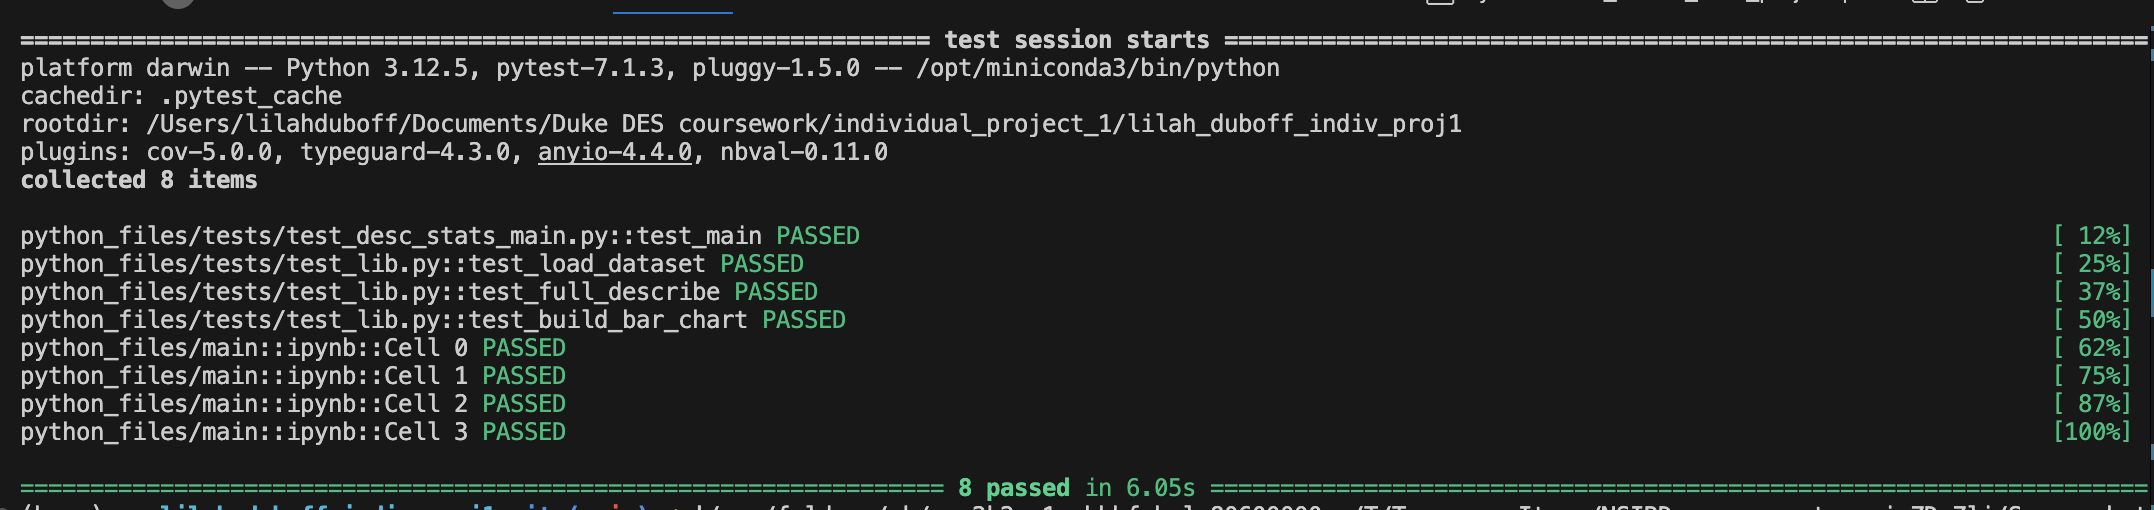 ============================= test session starts =============================
platform darwin -- Python 3.12.5, pytest-7.1.3, pluggy-1.5.0 -- /opt/miniconda3/bin/python
cachedir: .pytest_cache
rootdir: /Users/lilahduboff/Documents/Duke DES coursework/individual_project_1/lilah_duboff_indiv_proj1
plugins: cov-5.0.0, typeguard-4.3.0, anyio-4.4.0, nbval-0.11.0
collected 8 items
python_files/tests/test_desc_stats_main.py::test_main PASSED [ 12%]
python_files/tests/test_lib.py::test_load_dataset PASSED [ 25%]
python_files/tests/test_lib.py::test_full_describe PASSED [ 37%]
python_files/tests/test_lib.py::test_build_bar_chart PASSED [ 50%]
python_files/main::ipynb::Cell 0 PASSED [ 62%]
python_files/main::ipynb::Cell 1 PASSED [ 75%]
python_files/main::ipynb::Cell 2 PASSED [ 87%]
python_files/main::ipynb::Cell 3 PASSED [100%]
============================= 8 passed in 6.05s =============================